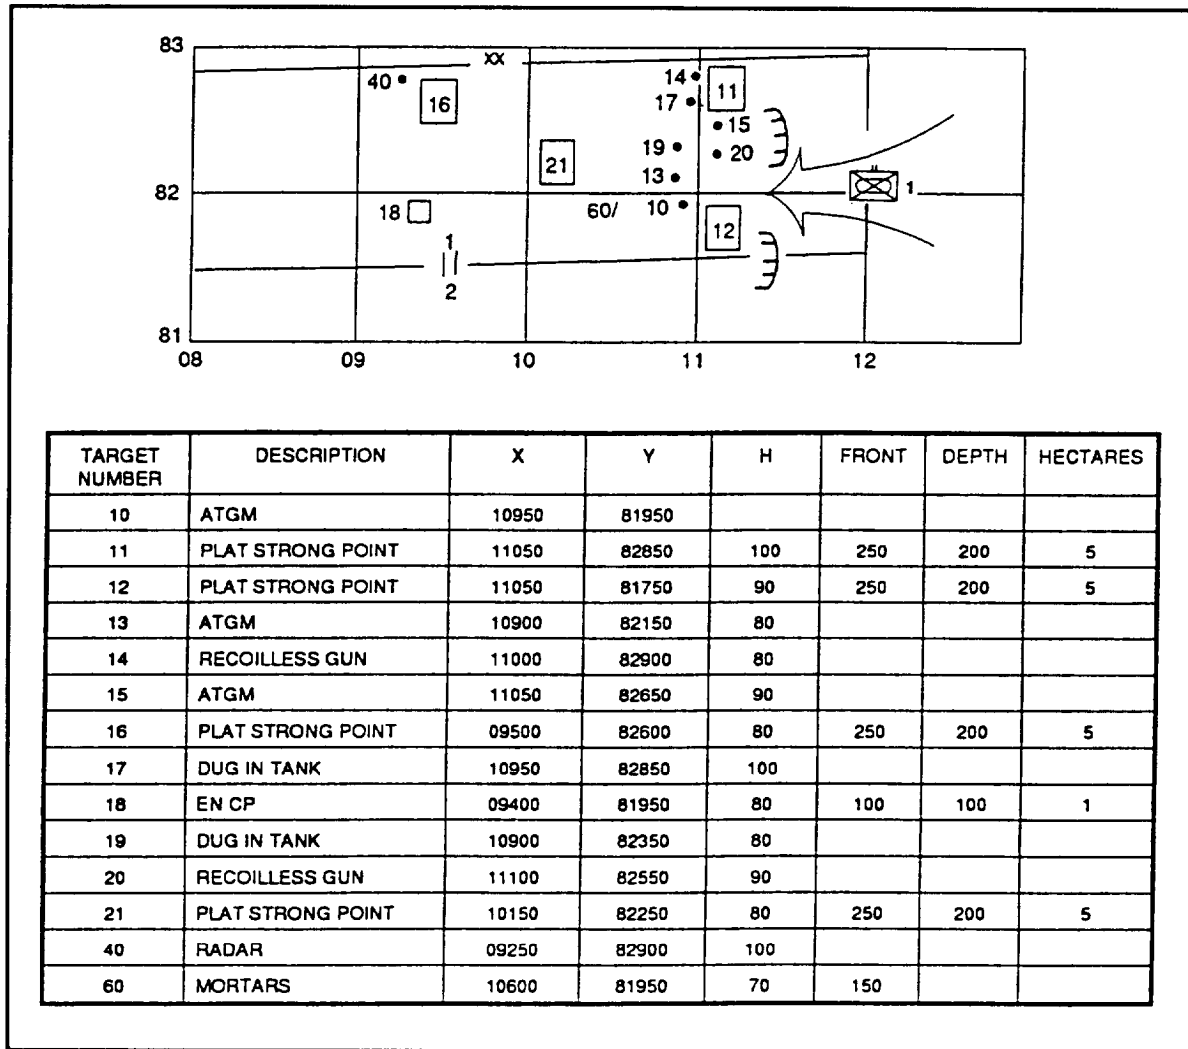 83
XX
40 16 14 11
17
15
19 20
21
13
82
1
18 60/ 10 12
1
2
81
08 09 10 11 12
TARGET NUMBER DESCRIPTION X Y H FRONT DEPTH HECTARES
10 ATGM 10950 81950
11 PLAT STRONG POINT 11050 82850 100 250 200 5
12 PLAT STRONG POINT 11050 81750 90 250 200 5
13 ATGM 10900 82150 80
14 RECOILLESS GUN 11000 82900 80
15 ATGM 11050 82650 90
16 PLAT STRONG POINT 09500 82600 80 250 200 5
17 DUG IN TANK 10950 82850 100
18 EN CP 09400 81950 80 100 100 1
19 DUG IN TANK 10900 82350 80
20 RECOILLESS GUN 11100 82550 90
21 PLAT STRONG POINT 10150 82250 80 250 200 5
40 RADAR 09250 82900 100
60 MORTARS 10600 81950 70 150